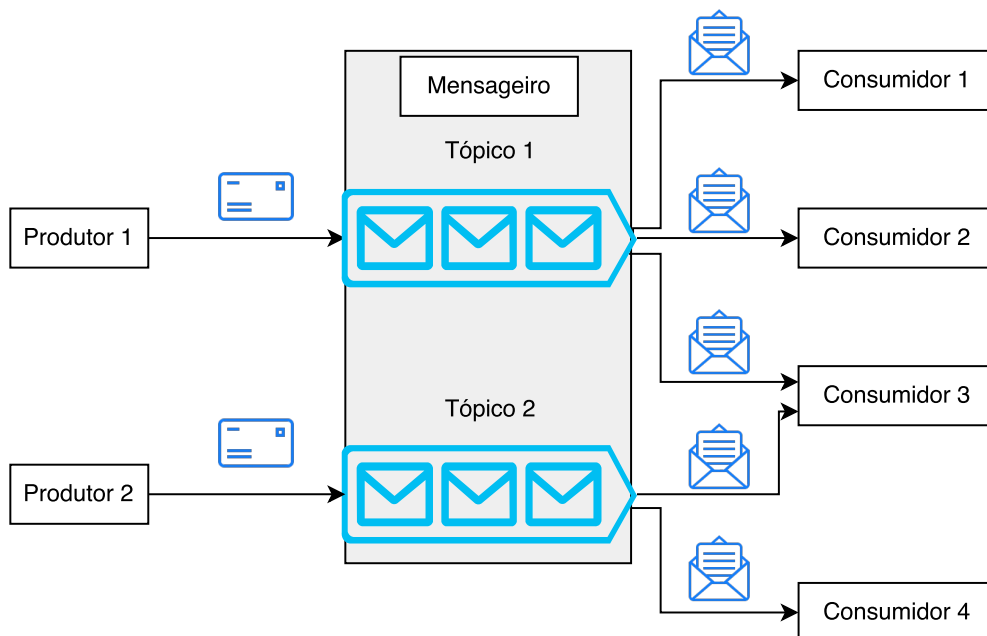 Mensageiro
Tópico 1
Produtor 1
Consumidor 1
Consumidor 2
Consumidor 3
Tópico 2
Produtor 2
Consumidor 4